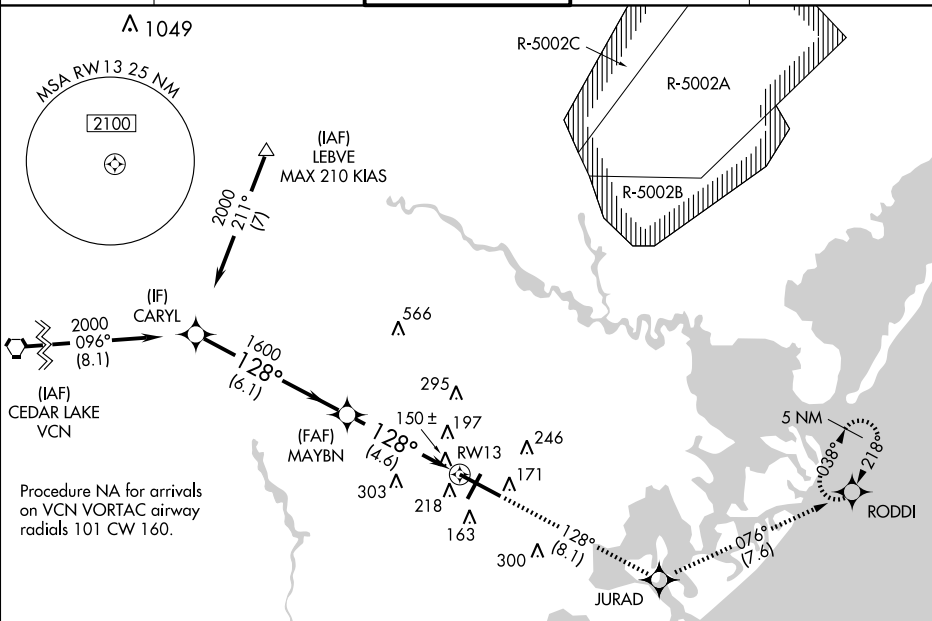 1049
MSA RW13 25 NM
2100
(IAF)
LEBVE
MAX 210 KIAS
2000
211°
(7)
R-5002C
R-5002A
R-5002B
(IF)
CARYL
2000
096°
(8.1)
(IAF)
CEDAR LAKE
VCN
1600
128°
(6.1)
566
295
(FAF)
MAYBN
128°
(4.6)
150 ±
197
RW13
246
171
303
218
163
300
Procedure NA for arrivals
on VCN VORTAC airway
radials 101 CW 160.
128°
(8.1)
JURAD
076°
(7.6)
5 NM
038°
218°
RODDI